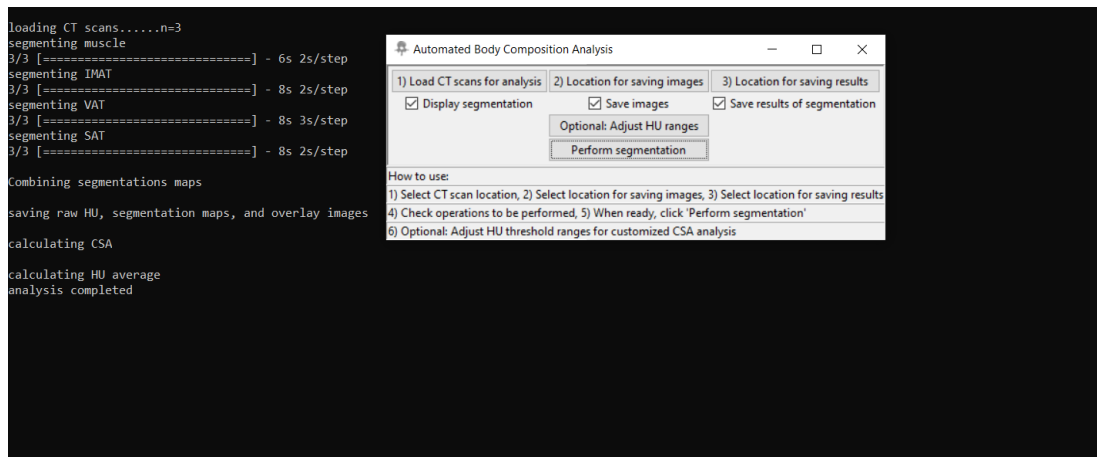 loading CT scans......n=3
segmenting muscle
3/3 [==============================] - 6s 2s/step
segmenting IMAT
3/3 [==============================] - 8s 2s/step
segmenting VAT
3/3 [==============================] - 8s 3s/step
segmenting SAT
3/3 [==============================] - 8s 2s/step
Combining segmentations maps
saving raw HU, segmentation maps, and overlay images
calculating CSA
calculating HU average
analysis completed
Automated Body Composition Analysis
1) Load CT scans for analysis 2) Location for saving images 3) Location for saving results
Display segmentation Save images Save results of segmentation
Optional: Adjust HU ranges
Perform segmentation
How to use:
1) Select CT scan location, 2) Select location for saving images, 3) Select location for saving results
4) Check operations to be performed, 5) When ready, click 'Perform segmentation'
6) Optional: Adjust HU threshold ranges for customized CSA analysis